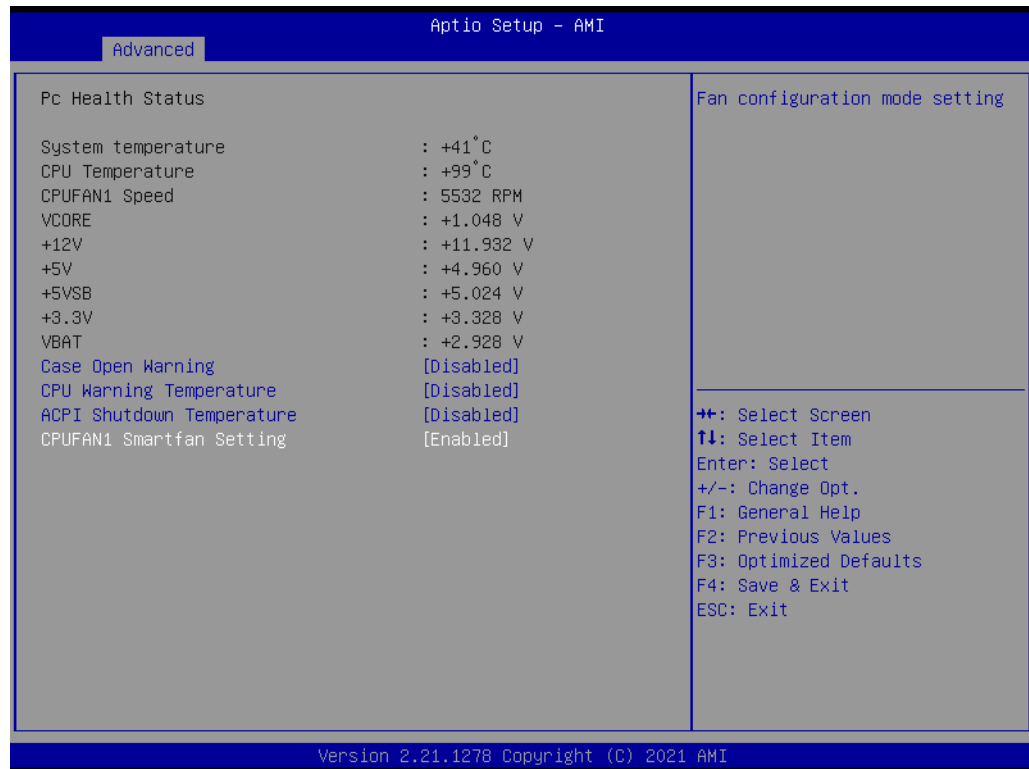 Aptio Setup – AMI
Advanced
Pc Health Status
System temperature : +41°C
CPU Temperature : +99°C
CPUFAN1 Speed : 5532 RPM
VCORE : +1.048 V
+12V : +11.932 V
+5V : +4.960 V
+5VSB : +5.024 V
+3.3V : +3.328 V
VBAT : +2.928 V
Case Open Warning [Disabled]
CPU Warning Temperature [Disabled]
ACPI Shutdown Temperature [Disabled]
CPUFAN1 Smartfan Setting [Enabled]
Fan configuration mode setting
→←: Select Screen
↑↓: Select Item
Enter: Select
+/-: Change Opt.
F1: General Help
F2: Previous Values
F3: Optimized Defaults
F4: Save & Exit
ESC: Exit
Version 2.21.1278 Copyright (C) 2021 AMI